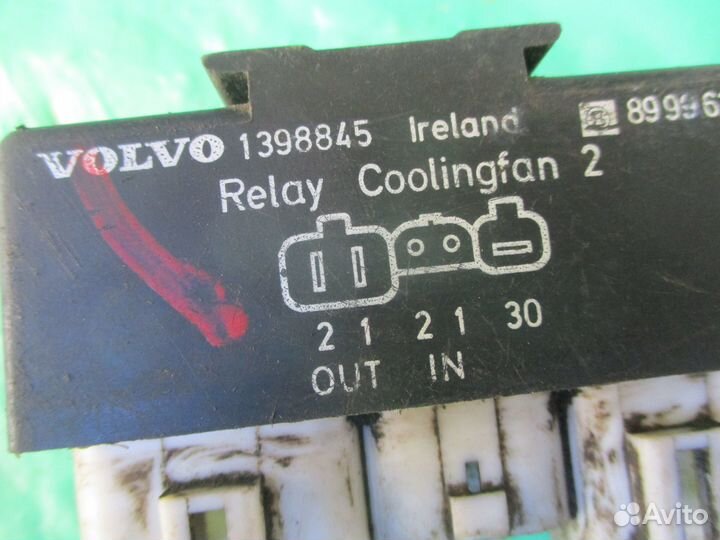 VOLVO 1398845 Ireland 89996
Relay Coolingfan 2
2 1 2 1 30
OUT IN
Avito